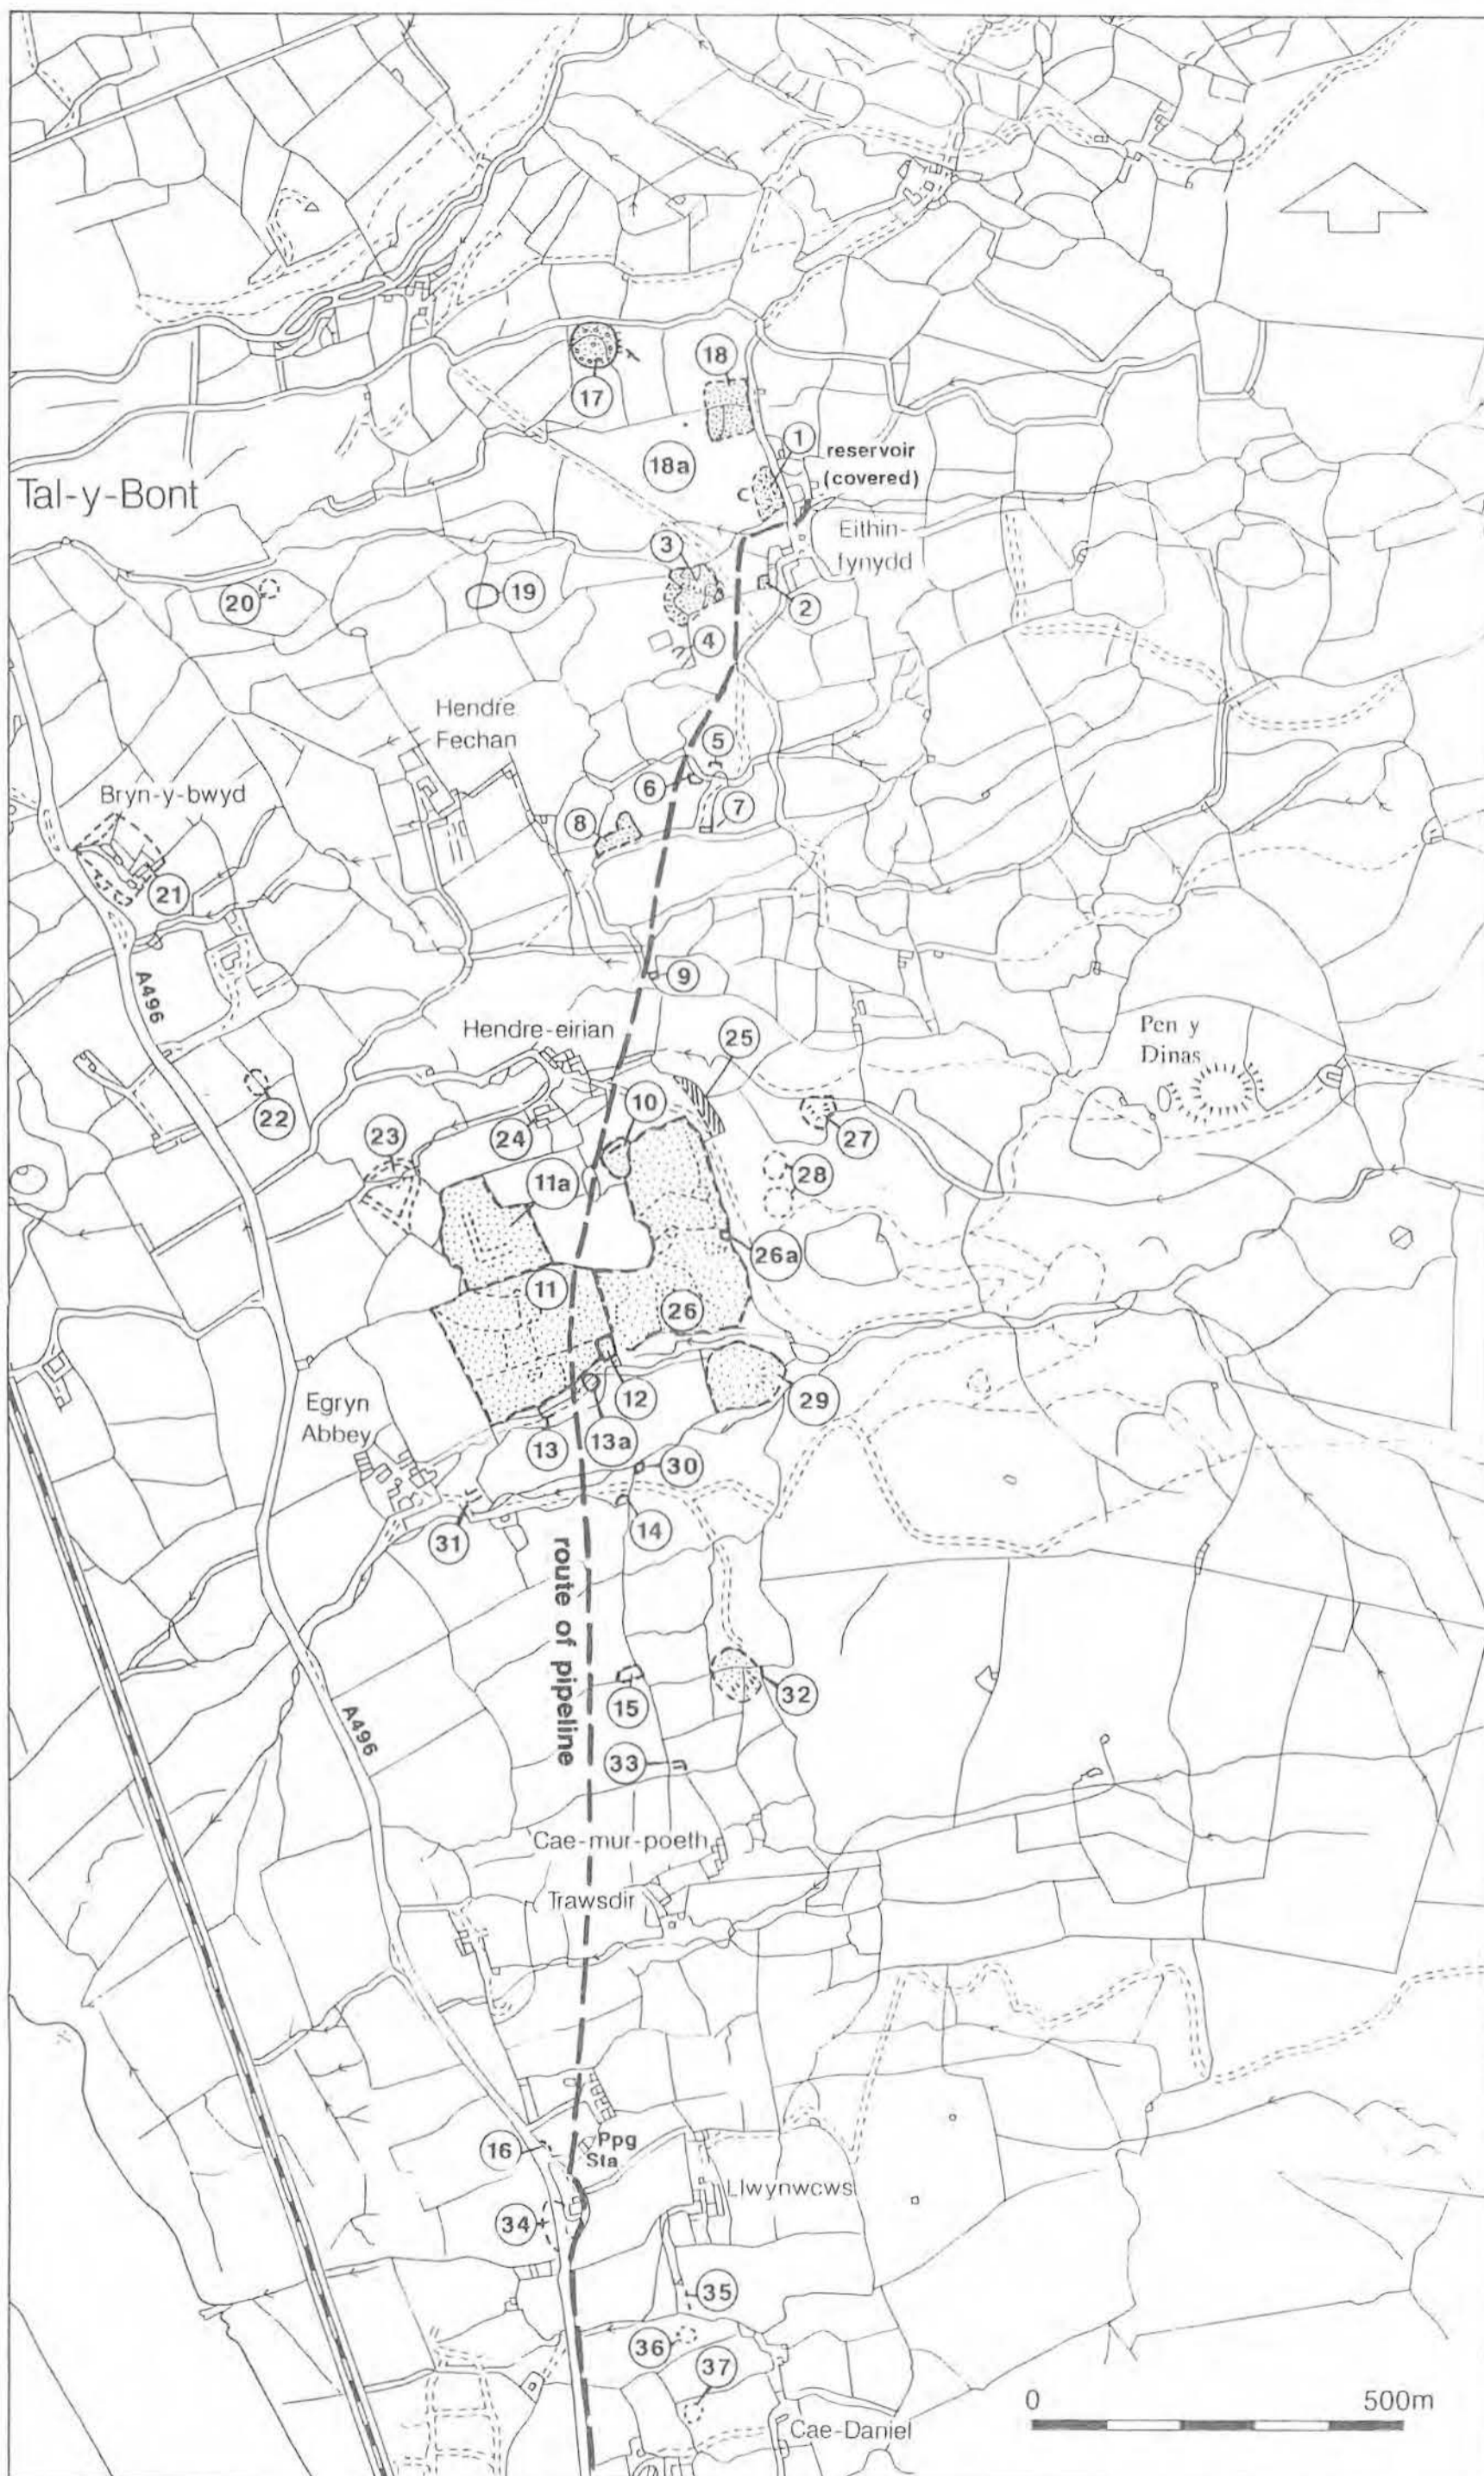 17
18
1
reservoir
(covered)
18a
Tal-y-Bont
Eithin-
fynydd
3
20
19
2
4
Hendre
Fechan
5
6
Bryn-y-bwyd
7
8
21
9
A496
Hendre-eirian
Pen y
Dinas
25
22
10
24
27
23
11a
28
26a
11
26
12
29
Egryn
Abbey
13
13a
30
14
31
route of pipeline
32
15
A496
33
Cae-mur-poeth
Trawsdir
16
Ppg
Sta
Llwynwcws
34
35
36
37
0 500m
Cae-Daniel